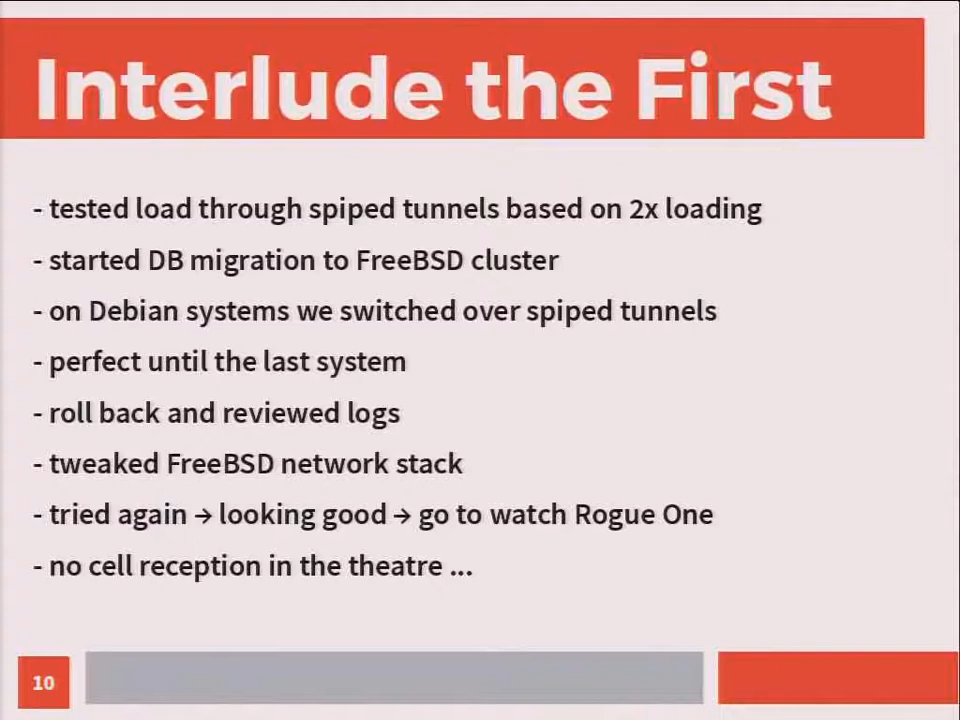 Interlude the First
- tested load through spiped tunnels based on 2x loading
- started DB migration to FreeBSD cluster
- on Debian systems we switched over spiped tunnels
- perfect until the last system
- roll back and reviewed logs
- tweaked FreeBSD network stack
- tried again → looking good → go to watch Rogue One
- no cell reception in the theatre ...
10